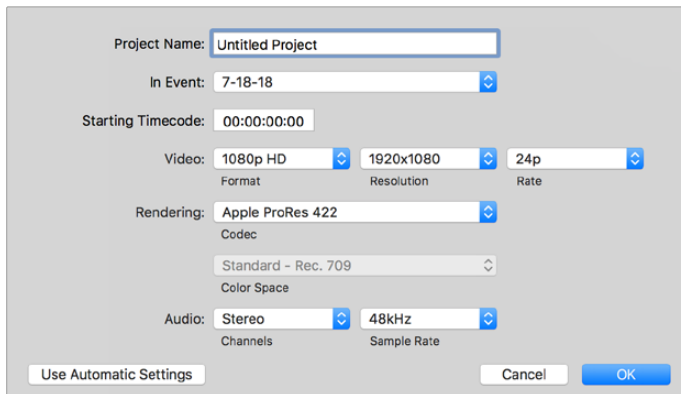 Project Name: Untitled Project
In Event: 7-18-18
Starting Timecode: 00:00:00:00
Video: 1080p HD 1920x1080 24p
Format Resolution Rate
Rendering: Apple ProRes 422
Codec
Standard - Rec. 709
Color Space
Audio: Stereo 48kHz
Channels Sample Rate
Use Automatic Settings Cancel OK